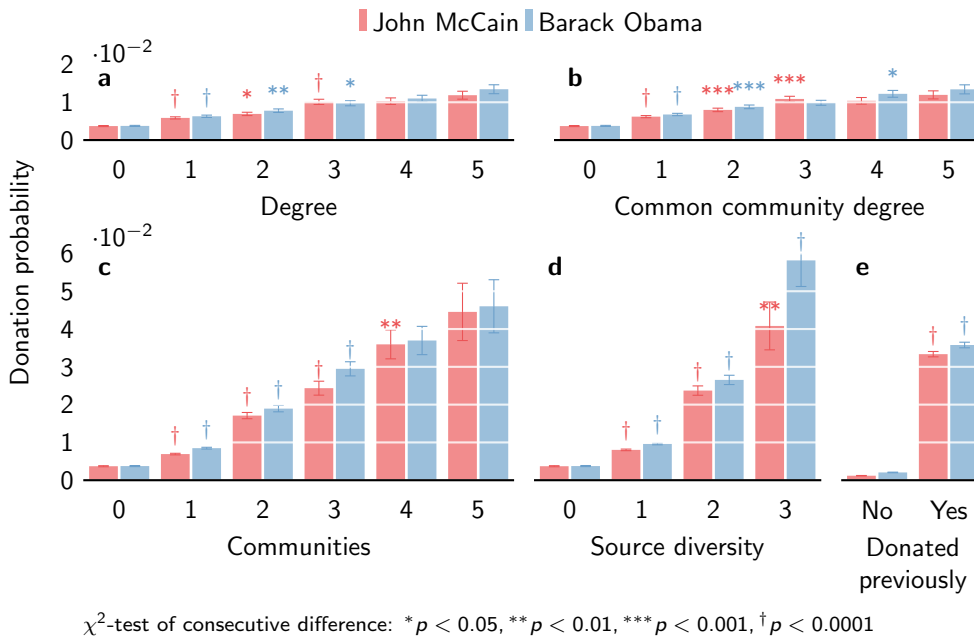 John McCain Barack Obama
·10⁻²
2
1
0
a
† † * ** † *
0 1 2 3 4 5
Degree
b
† † *** *** *** *
0 1 2 3 4 5
Common community degree
Donation probability
·10⁻²
6
5
4
3
2
1
0
c
† † † † † † **
0 1 2 3 4 5
Communities
d
† † † † ** †
0 1 2 3
Source diversity
e
† †
No Yes
Donated
previously
χ²-test of consecutive difference: *p < 0.05, **p < 0.01, ***p < 0.001, †p < 0.0001